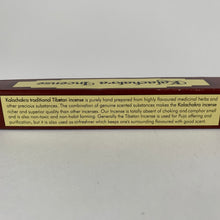 Kalachakra Incense
Kalachakra traditional Tibetan incense is purely hand prepared from highly flavoured medicinal herbs and
other precious substances. The combination of genuine scented substances makes the Kalachakra incense
richer and superior quality than other incenses. There is total absent of choking and camphor smell
and is also non-toxic and non-habit forming. Generally the Tibetan Incense is used for Puja offering and
purification, but it is also used as refreshner which keeps one's surrounding flavoured with good scent.